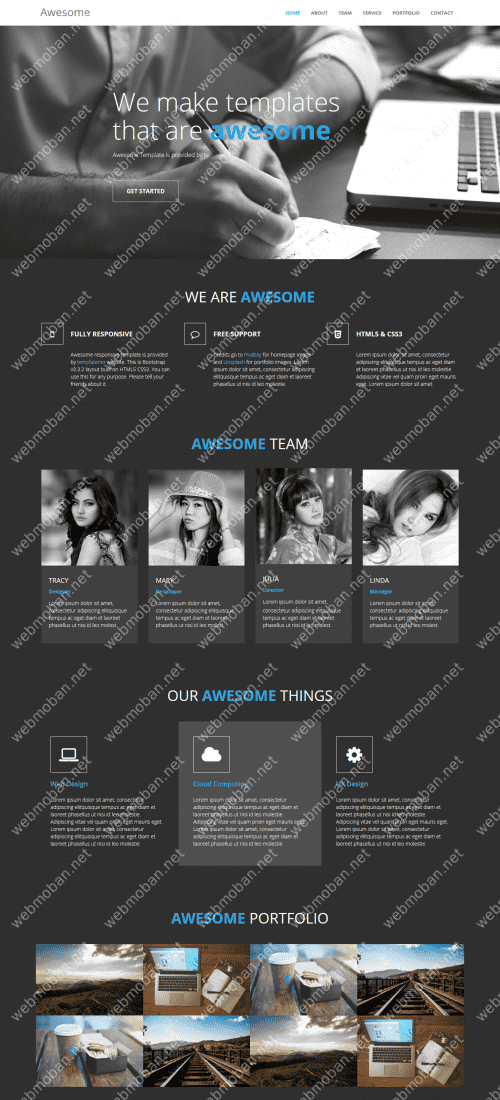 Awesome
HOME ABOUT TEAM SERVICE PORTFOLIO CONTACT
We make templates
that are awesome
Awesome Template is provided by
GET STARTED
WE ARE AWESOME
FULLY RESPONSIVE
Awesome responsive template is provided
by templatemo website. This is Bootstrap
v3.3.2 layout built on HTML5 CSS3. You can
use this for any purpose. Please tell your
friends about it.
FREE SUPPORT
Credits go to Pixabay for homepage image
and Unsplash for portfolio images. Lorem
ipsum dolor sit amet, consectetur adipiscing
elitquisque tempus ac eget diam et laoreet
phasellus ut nisi id leo molestie.
HTML5 & CSS3
Lorem ipsum dolor sit amet, consectetur
adipiscing elitquisque tempus ac eget diam et
laoreet phasellus ut nisi id leo molestie.
Adipiscing vitae vel quam proin eget mauris
eget. Lorem ipsum dolor sit amet.
AWESOME TEAM
TRACY
Designer
Lorem ipsum dolor sit amet,
consectetur adipiscing elitquisque
tempus ac eget diam et laoreet
phasellus ut nisi id leo molest.
MARY
Developer
Lorem ipsum dolor sit amet,
consectetur adipiscing elitquisque
tempus ac eget diam et laoreet
phasellus ut nisi id leo molest.
JULIA
Director
Lorem ipsum dolor sit amet,
consectetur adipiscing elitquisque
tempus ac eget diam et laoreet
phasellus ut nisi id leo molest.
LINDA
Manager
Lorem ipsum dolor sit amet,
consectetur adipiscing elitquisque
tempus ac eget diam et laoreet
phasellus ut nisi id leo molest.
OUR AWESOME THINGS
Web Design
Lorem ipsum dolor sit amet, consectetur
adipiscing elitquisque tempus ac eget diam et
laoreet phasellus ut nisi id leo molestie.
Adipiscing vitae vel quam proin eget mauris eget.
Lorem ipsum dolor sit amet, consectetur
adipiscing elitquisque tempus ac eget diam et
laoreet phasellus ut nisi id leo molestie.
Cloud Computing
Lorem ipsum dolor sit amet, consectetur
adipiscing elitquisque tempus ac eget diam et
laoreet phasellus ut nisi id leo molestie.
Adipiscing vitae vel quam proin eget mauris eget.
Lorem ipsum dolor sit amet, consectetur
adipiscing elitquisque tempus ac eget diam et
laoreet phasellus ut nisi id leo molestie.
Design
Lorem ipsum dolor sit amet, consectetur
adipiscing elitquisque tempus ac eget diam et
laoreet phasellus ut nisi id leo molestie.
Adipiscing vitae vel quam proin eget mauris eget.
Lorem ipsum dolor sit amet, consectetur
adipiscing elitquisque tempus ac eget diam et
laoreet phasellus ut nisi id leo molestie.
AWESOME PORTFOLIO
webmoban.net